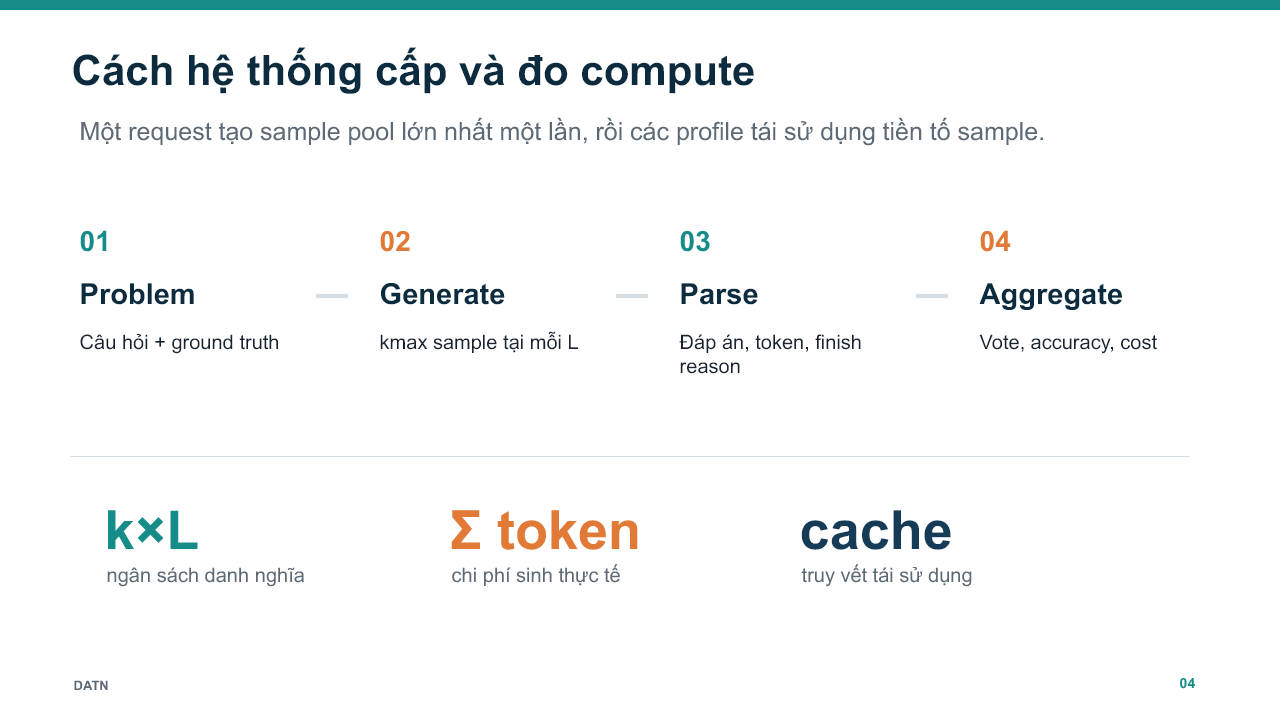 Cách hệ thống cấp và đo compute
Một request tạo sample pool lớn nhất một lần, rồi các profile tái sử dụng tiền tố sample.
01
Problem
Câu hỏi + ground truth
02
Generate
kmax sample tại mỗi L
03
Parse
Đáp án, token, finish
reason
04
Aggregate
Vote, accuracy, cost
k×L
ngân sách danh nghĩa
Σ token
chi phí sinh thực tế
cache
truy vết tái sử dụng
DATN
04